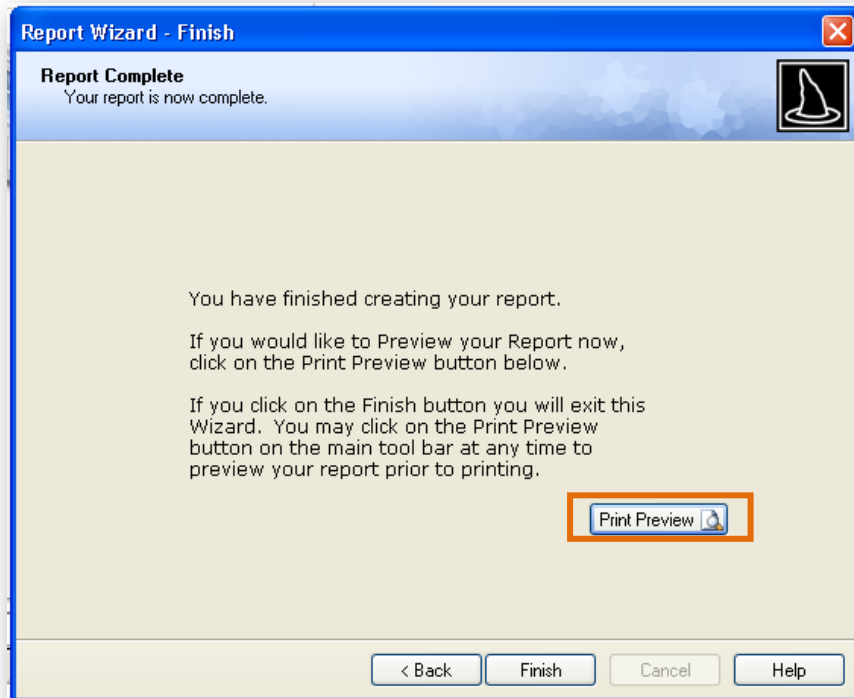 Report Wizard - Finish
Report Complete
Your report is now complete.
You have finished creating your report.
If you would like to Preview your Report now,
click on the Print Preview button below.
If you click on the Finish button you will exit this
Wizard.  You may click on the Print Preview
button on the main tool bar at any time to
preview your report prior to printing.
Print Preview
< Back
Finish
Cancel
Help